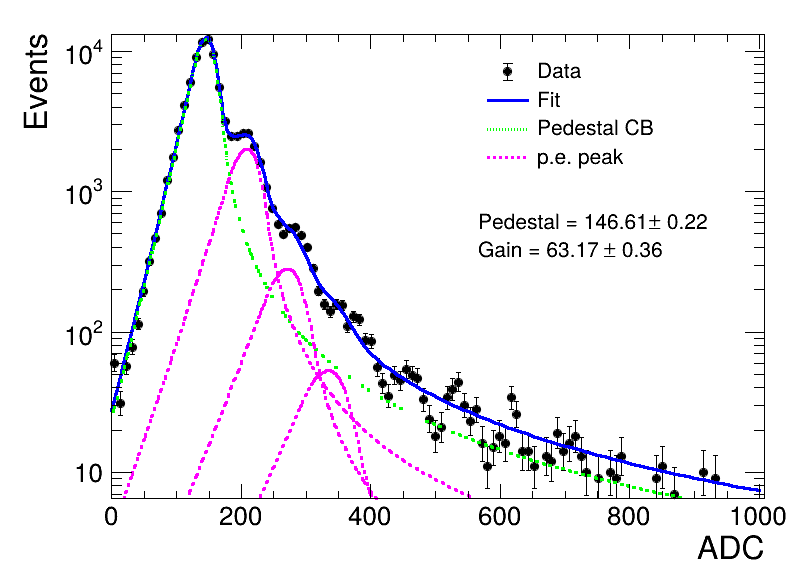 Events
10^4
10^3
10^2
10
Data
Fit
Pedestal CB
p.e. peak
Pedestal = 146.61± 0.22
Gain = 63.17 ± 0.36
0 200 400 600 800 1000
ADC